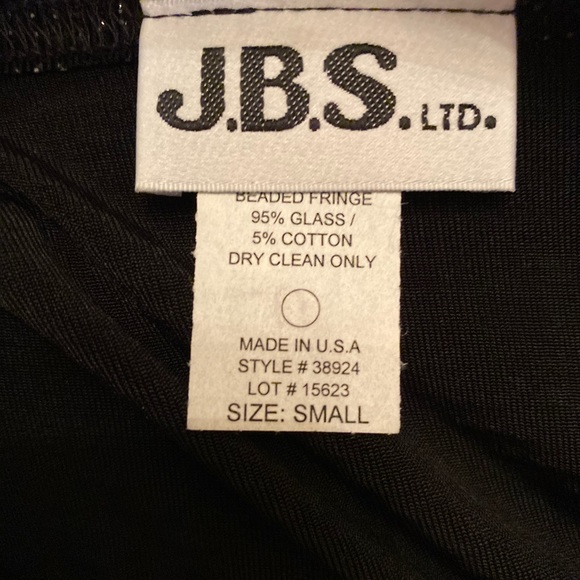 J.B.S. LTD.
BEADED FRINGE
95% GLASS /
5% COTTON
DRY CLEAN ONLY
MADE IN U.S.A
STYLE # 38924
LOT # 15623
SIZE: SMALL